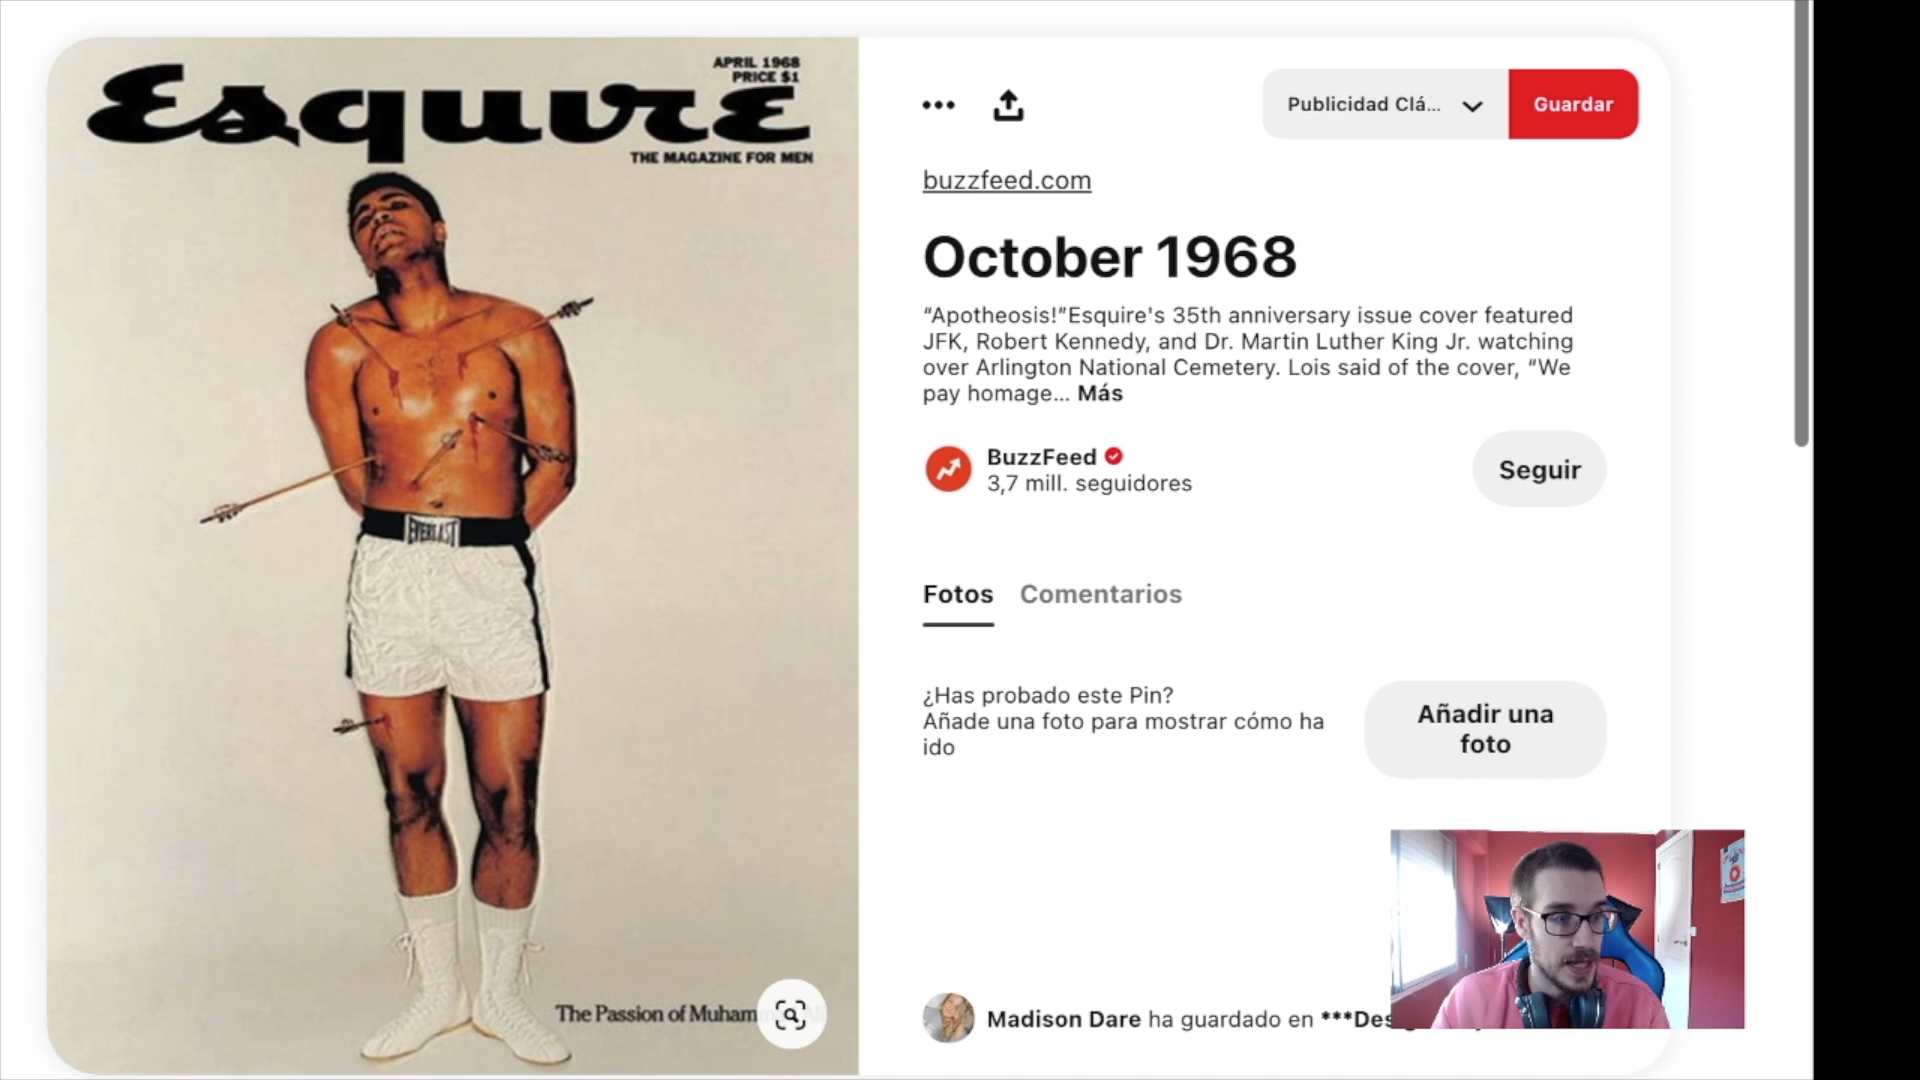 APRIL 1968
PRICE $1
Esquire
THE MAGAZINE FOR MEN
EVERLAST
The Passion of
Publicidad Clá...
Guardar
buzzfeed.com
October 1968
“Apotheosis!”Esquire's 35th anniversary issue cover featured
JFK, Robert Kennedy, and Dr. Martin Luther King Jr. watching
over Arlington National Cemetery. Lois said of the cover, “We
pay homage... Más
BuzzFeed
3,7 mill. seguidores
Seguir
Fotos
Comentarios
¿Has probado este Pin?
Añade una foto para mostrar cómo ha
ido
Añadir una
foto
Madison Dare ha guardado en